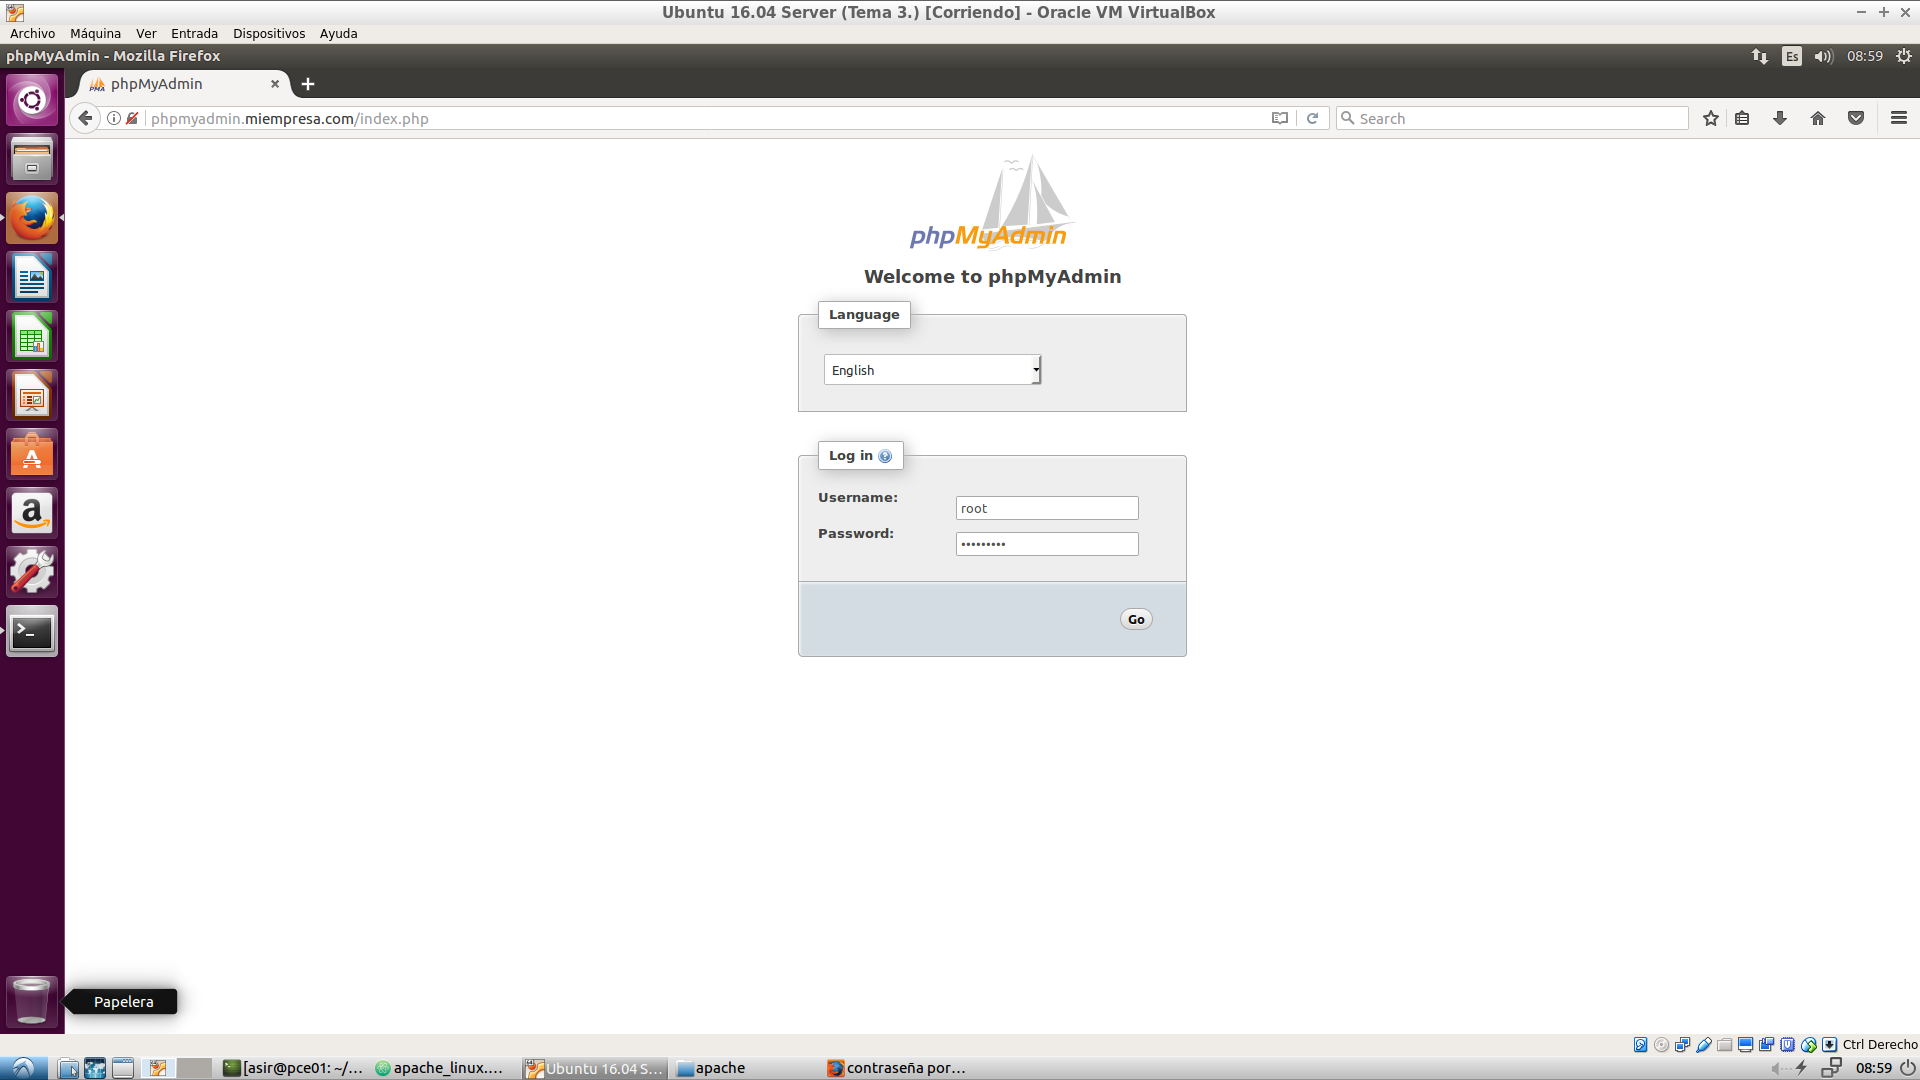 Ubuntu 16.04 Server (Tema 3.) [Corriendo] - Oracle VM VirtualBox
Archivo Máquina Ver Entrada Dispositivos Ayuda
phpMyAdmin - Mozilla Firefox
Es
08:59
phpMyAdmin
phpmyadmin.miempresa.com/index.php
Search
phpMyAdmin
Welcome to phpMyAdmin
Language
English
Log in
Username:
root
Password:
•••••••••
Go
Papelera
Ctrl Derecho
[asir@pce01: ~/...
apache_linux....
Ubuntu 16.04 S...
apache
contraseña por...
08:59